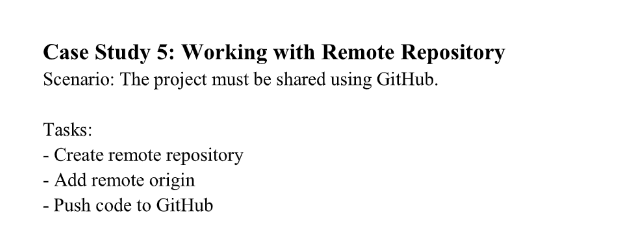 Case Study 5: Working with Remote Repository
Scenario: The project must be shared using GitHub.
Tasks:
- Create remote repository
- Add remote origin
- Push code to GitHub